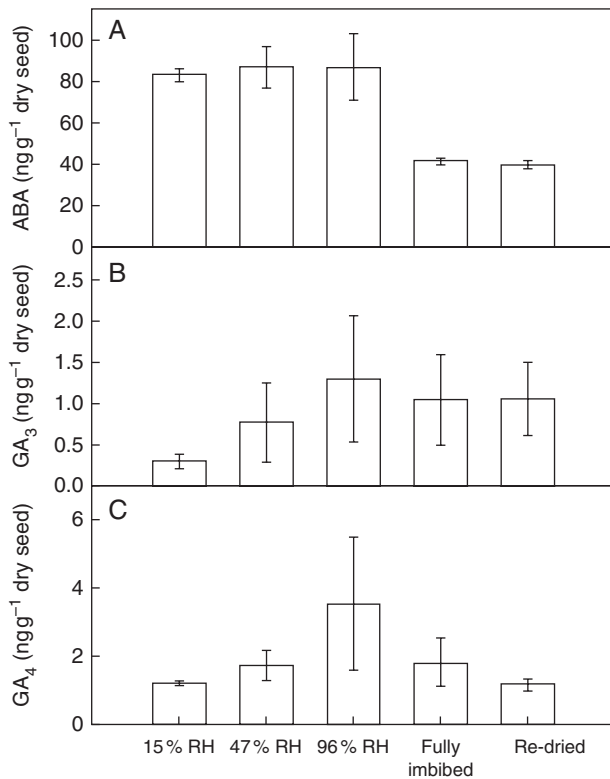 A
ABA (ng g⁻¹ dry seed)
100
80
60
40
20
0
B
GA₃ (ng g⁻¹ dry seed)
2.5
2.0
1.5
1.0
0.5
0.0
C
GA₄ (ng g⁻¹ dry seed)
6
4
2
0
15 % RH
47 % RH
96 % RH
Fully
imbibed
Re-dried